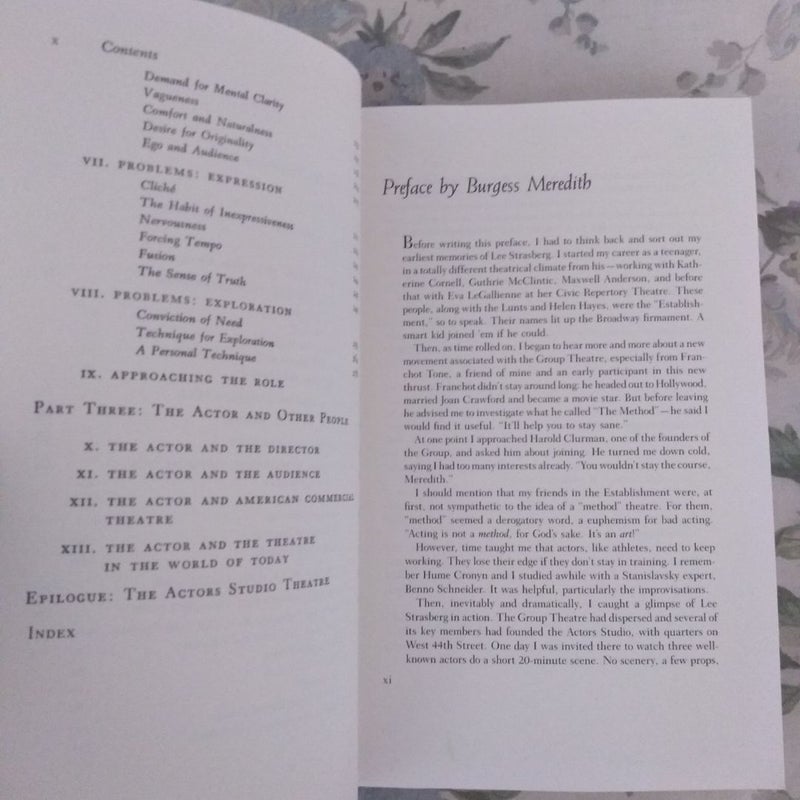 x Contents
Demand for Mental Clarity
Vagueness
Comfort and Naturalness
Desire for Originality
Ego and Audience
VII. PROBLEMS: EXPRESSION
Cliché
The Habit of Inexpressiveness
Nervousness
Forcing Tempo
Fusion
The Sense of Truth
VIII. PROBLEMS: EXPLORATION
Conviction of Need
Technique for Exploration
A Personal Technique
IX. APPROACHING THE ROLE
PART THREE: THE ACTOR AND OTHER PEOPLE
X. THE ACTOR AND THE DIRECTOR
XI. THE ACTOR AND THE AUDIENCE
XII. THE ACTOR AND AMERICAN COMMERCIAL
THEATRE
XIII. THE ACTOR AND THE THEATRE
IN THE WORLD OF TODAY
EPILOGUE: THE ACTORS STUDIO THEATRE
INDEX
Preface by Burgess Meredith
Before writing this preface, I had to think back and sort out my
earliest memories of Lee Strasberg. I started my career as a teenager,
in a totally different theatrical climate from his—working with Kath-
erine Cornell, Guthrie McClintic, Maxwell Anderson, and before
that with Eva LeGallienne at her Civic Repertory Theatre. These
people, along with the Lunts and Helen Hayes, were the "Establish-
ment," so to speak. Their names lit up the Broadway firmament. A
smart kid joined 'em if he could.
Then, as time rolled on, I began to hear more and more about a new
movement associated with the Group Theatre, especially from Fran-
chot Tone, a friend of mine and an early participant in this new
thrust. Franchot didn't stay around long: he headed out to Hollywood,
married Joan Crawford and became a movie star. But before leaving
he advised me to investigate what he called "The Method"—he said I
would find it useful. "It'll help you to stay sane."
At one point I approached Harold Clurman, one of the founders of
the Group, and asked him about joining. He turned me down cold,
saying I had too many interests already. "You wouldn't stay the course,
Meredith."
I should mention that my friends in the Establishment were, at
first, not sympathetic to the idea of a "method" theatre. For them,
"method" seemed a derogatory word, a euphemism for bad acting.
"Acting is not a method, for God's sake. It's an art!"
However, time taught me that actors, like athletes, need to keep
working. They lose their edge if they don't stay in training. I remem-
ber Hume Cronyn and I studied awhile with a Stanislavsky expert,
Benno Schneider. It was helpful, particularly the improvisations.
Then, inevitably and dramatically, I caught a glimpse of Lee
Strasberg in action. The Group Theatre had dispersed and several of
its key members had founded the Actors Studio, with quarters on
West 44th Street. One day I was invited there to watch three well-
known actors do a short 20-minute scene. No scenery, a few props,
xi